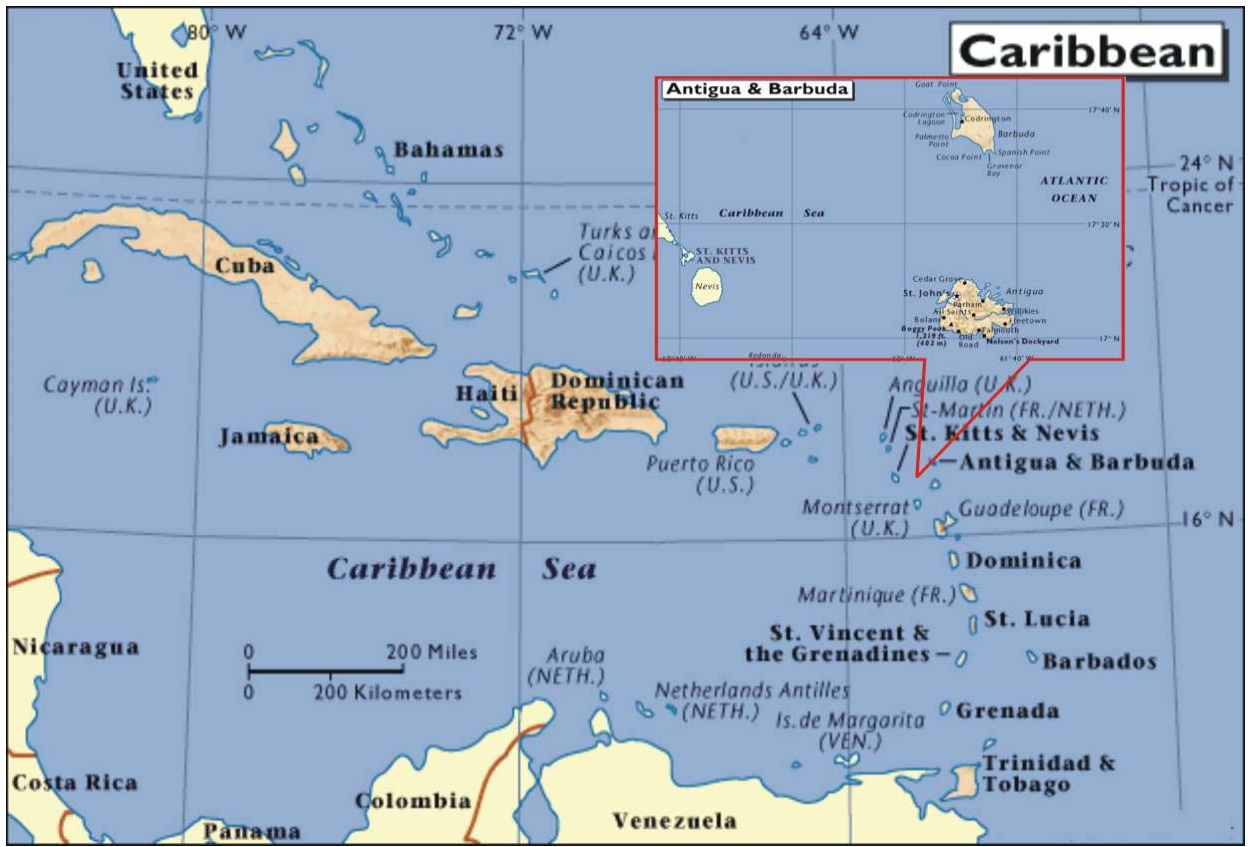 80° W
72° W
64° W
Caribbean
United
States
Bahamas
24° N
Tropic of
Cancer
Cuba
Turks a
Caicos
(U.K.)
Antigua & Barbuda
Goat Point
17°40' N
Codrington
Lagoon
Codrington
Barbuda
Palmetto
Point
Cocoa Point
Spanish Point
Gravenor
Bay
ATLANTIC
OCEAN
St. Kitts
Caribbean Sea
17°20' N
ST. KITTS
AND NEVIS
Nevis
Cedar Grove
St. John's
Antigua
Parham
All Saints
Willikies
Bolans
Freetown
Boggy Peak
1,319 ft.
(402 m)
Falmouth
Old
Road
Nelson's Dockyard
17° N
62° W
61°40' W
Redonda
Cayman Is.
(U.K.)
Haiti
Dominican
Republic
(U.S./U.K.)
Anguilla (U.K.)
St-Martin (FR./NETH.)
Jamaica
St. Kitts & Nevis
Puerto Rico
(U.S.)
Antigua & Barbuda
Montserrat
(U.K.)
Guadeloupe (FR.)
16° N
Caribbean Sea
Dominica
Martinique (FR.)
St. Lucia
St. Vincent &
the Grenadines
Barbados
Nicaragua
0 200 Miles
0 200 Kilometers
Aruba
(NETH.)
Netherlands Antilles
(NETH.)
Is. de Margarita
(VEN.)
Grenada
Trinidad &
Tobago
Costa Rica
Panama
Colombia
Venezuela